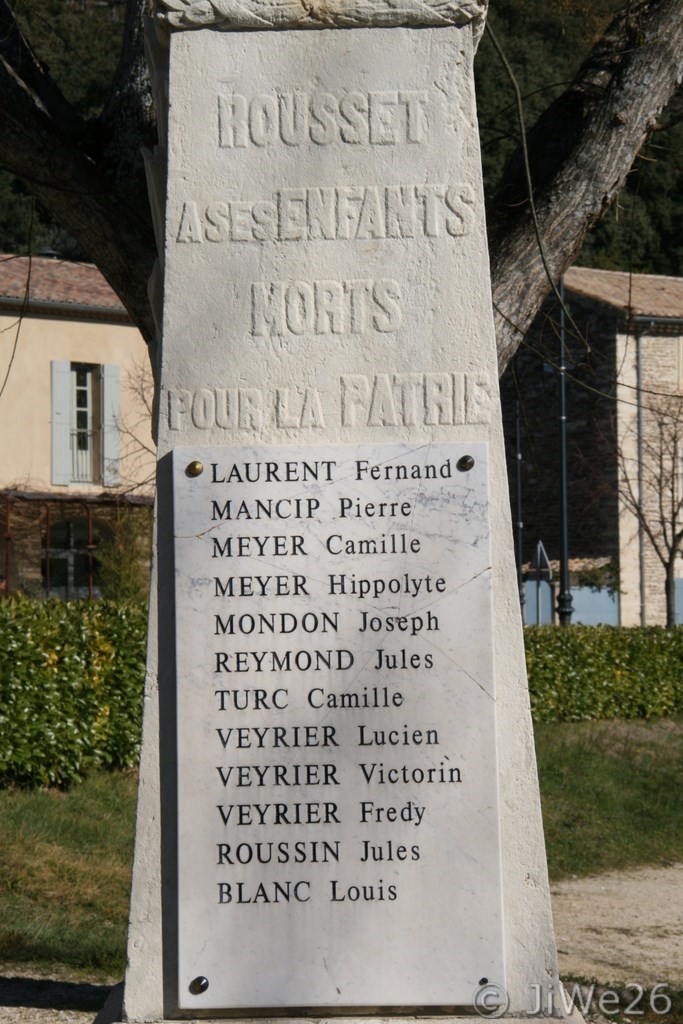 ROUSSET
A SES ENFANTS
MORTS
POUR LA PATRIE
LAURENT Fernand
MANCIP Pierre
MEYER Camille
MEYER Hippolyte
MONDON Joseph
REYMOND Jules
TURC Camille
VEYRIER Lucien
VEYRIER Victorin
VEYRIER Fredy
ROUSSIN Jules
BLANC Louis
© JiWe26 ®